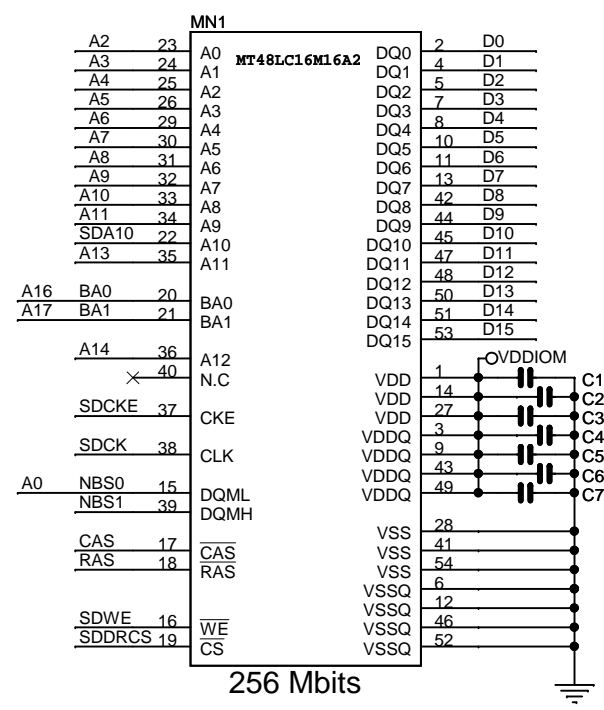 MN1
A2 23 A0 MT48LC16M16A2 DQ0 2 D0
A3 24 A1 DQ1 4 D1
A4 25 A2 DQ2 5 D2
A5 26 A3 DQ3 7 D3
A6 29 A4 DQ4 8 D4
A7 30 A5 DQ5 10 D5
A8 31 A6 DQ6 11 D6
A9 32 A7 DQ7 13 D7
A10 33 A8 DQ8 42 D8
A11 34 A9 DQ9 44 D9
SDA10 22 A10 DQ10 45 D10
A13 35 A11 DQ11 47 D11
DQ12 48 D12
A16 BA0 20 BA0 DQ13 50 D13
A17 BA1 21 BA1 DQ14 51 D14
DQ15 53 D15
A14 36 A12 VDDIOM
40 N.C VDD 1 C1
VDD 14 C2
SDCKE 37 CKE VDD 27 C3
VDDQ 3 C4
SDCK 38 CLK VDDQ 9 C5
VDDQ 43 C6
A0 NBS0 15 DQML VDDQ 49 C7
NBS1 39 DQMH
VSS 28
CAS 17 CAS VSS 41
RAS 18 RAS VSS 54
VSSQ 6
VSSQ 12
SDWE 16 WE VSSQ 46
SDDRCS 19 CS VSSQ 52
256 Mbits